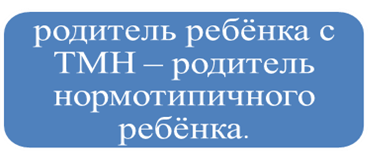 родитель ребёнка с
ТМН – родитель
нормотипичного
ребёнка.